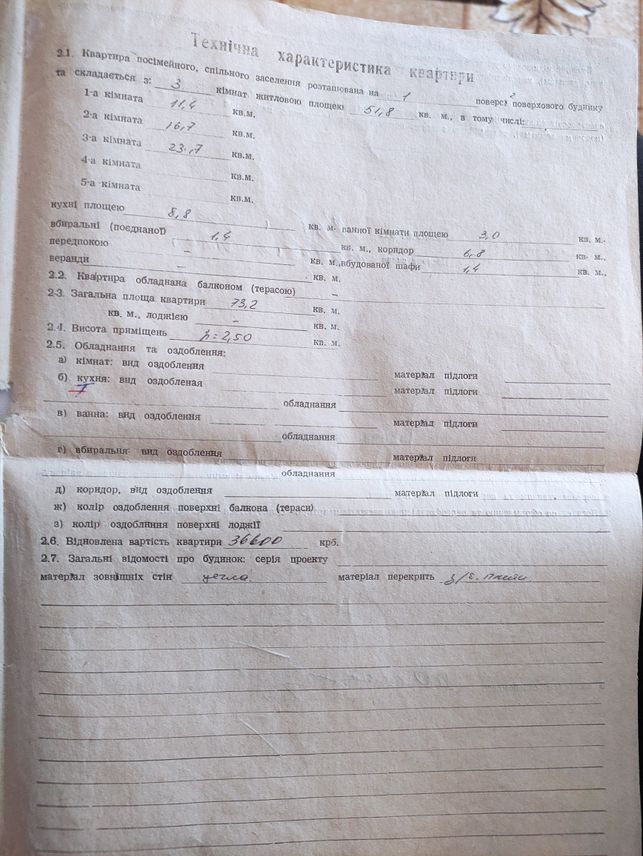 Технічна характеристика квартири
2.1. Квартира посімейного, спільного заселення розташована на 1 поверсі 2 поверхового будинку
та складається з: 3 кімнат житловою площею 51,8 кв. м., в тому числі:
1-а кімната 11,4 кв.м.
2-а кімната 16,7 кв.м.
3-а кімната 23,7 кв.м.
4-а кімната кв.м.
5-а кімната кв.м.
кухні площею 8,8 кв. м. ванної кімнати площею 3,0 кв. м.
вбиральні (поєднаної) 1,4 кв. м., коридор 6,8 кв. м.,
передпокою ( – ) кв. м.,вбудованої шафи 1,4 кв. м.,
веранди – кв. м.
2.2. Квартира обладнана балконом (терасою) –
2.3. Загальна площа квартири 73,2 кв. м.
кв. м., лоджією – кв. м.
2.4. Висота приміщень h=2,50 кв. м.
2.5. Обладнання та оздоблення:
а) кімнат: вид оздоблення матеріал підлоги
б) кухня: вид оздобленая матеріал підлоги
обладнання
в) ванна: вид оздоблення матеріал підлоги
обладнання
г) вбиральня вид оздоблення матеріал підлоги
обладнання
д) коридор, вид оздоблення матеріал підлоги
ж) колір оздоблення поверхні балкона (тераси)
з) колір оздоблння поверхні лоджії
2.6. Відновлена вартість квартири 36600 крб.
2.7. Загальні відомості про будинок: серія проекту
матеріал зовнішніх стін цегла матеріал перекрить з/б. плити